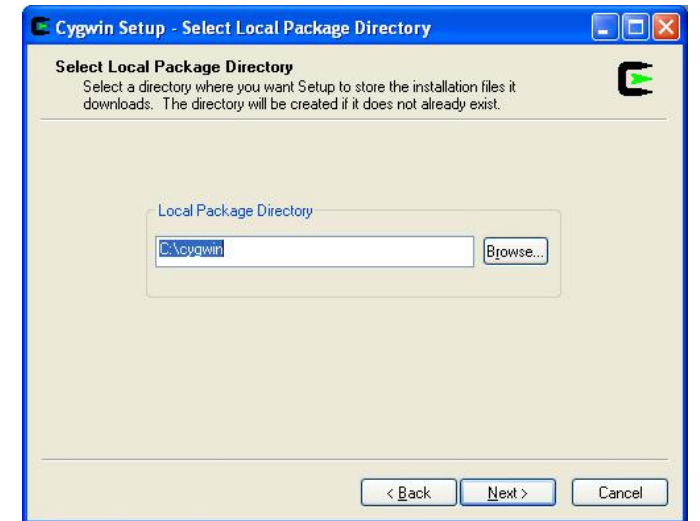 Cygwin Setup - Select Local Package Directory
Select Local Package Directory
Select a directory where you want Setup to store the installation files it
downloads. The directory will be created if it does not already exist.
Local Package Directory
C:\cygwin
Browse...
< Back
Next >
Cancel